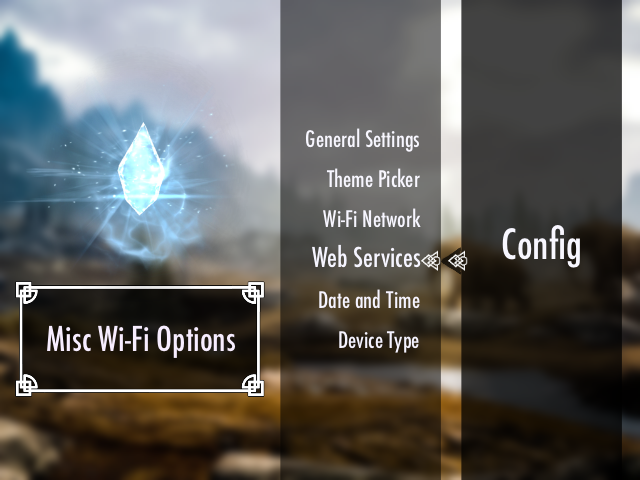 General Settings
Theme Picker
Wi-Fi Network
Web Services
Date and Time
Device Type
Config
Misc Wi-Fi Options